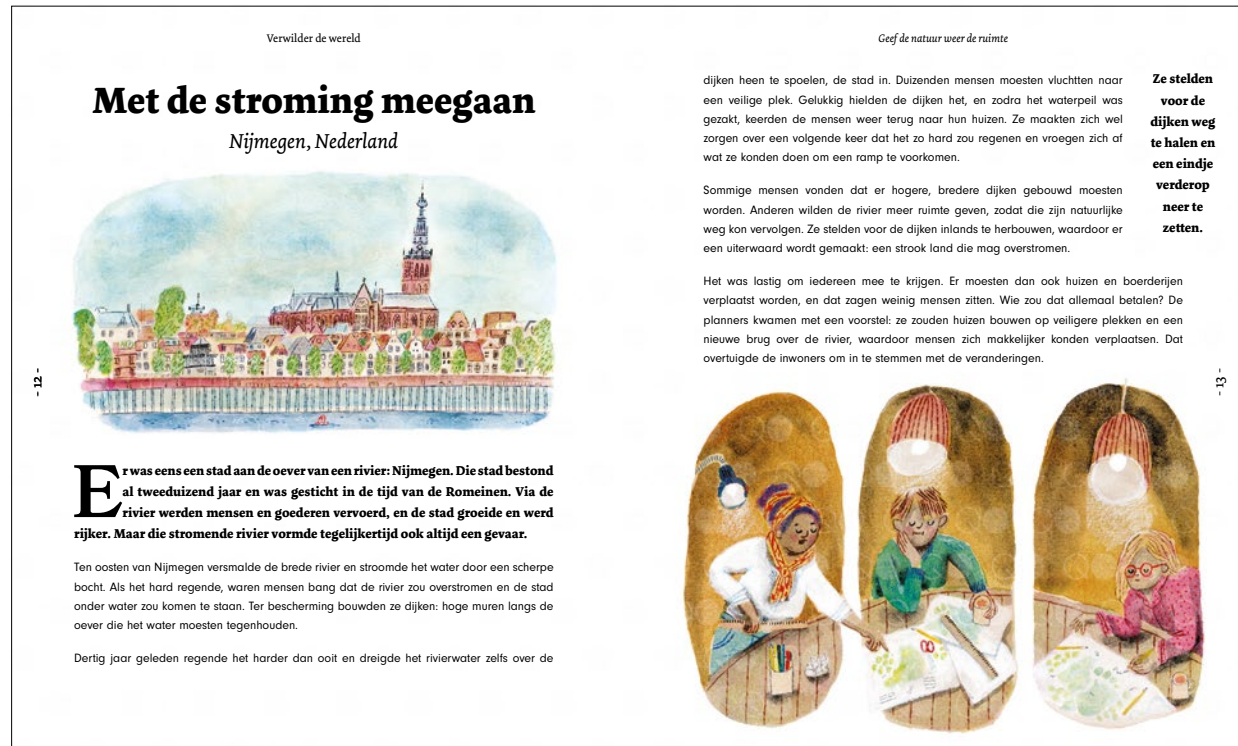 Verwilder de wereld
Met de stroming meegaan
Nijmegen, Nederland
- 12 -
Er was eens een stad aan de oever van een rivier: Nijmegen. Die stad bestond
al tweeduizend jaar en was gesticht in de tijd van de Romeinen. Via de
rivier werden mensen en goederen vervoerd, en de stad groeide en werd
rijker. Maar die stromende rivier vormde tegelijkertijd ook altijd een gevaar.
Ten oosten van Nijmegen versmalde de brede rivier en stroomde het water door een scherpe
bocht. Als het hard regende, waren mensen bang dat de rivier zou overstromen en de stad
onder water zou komen te staan. Ter bescherming bouwden ze dijken: hoge muren langs de
oever die het water moesten tegenhouden.
Dertig jaar geleden regende het harder dan ooit en dreigde het rivierwater zelfs over de
Geef de natuur weer de ruimte
dijken heen te spoelen, de stad in. Duizenden mensen moesten vluchtten naar
een veilige plek. Gelukkig hielden de dijken het, en zodra het waterpeil was
gezakt, keerden de mensen weer terug naar hun huizen. Ze maakten zich wel
zorgen over een volgende keer dat het zo hard zou regenen en vroegen zich af
wat ze konden doen om een ramp te voorkomen.
Sommige mensen vonden dat er hogere, bredere dijken gebouwd moesten
worden. Anderen wilden de rivier meer ruimte geven, zodat die zijn natuurlijke
weg kon vervolgen. Ze stelden voor de dijken inlands te herbouwen, waardoor er
een uiterwaard wordt gemaakt: een strook land die mag overstromen.
Het was lastig om iedereen mee te krijgen. Er moesten dan ook huizen en boerderijen
verplaatst worden, en dat zagen weinig mensen zitten. Wie zou dat allemaal betalen? De
planners kwamen met een voorstel: ze zouden huizen bouwen op veiligere plekken en een
nieuwe brug over de rivier, waardoor mensen zich makkelijker konden verplaatsen. Dat
overtuigde de inwoners om in te stemmen met de veranderingen.
Ze stelden
voor de
dijken weg
te halen en
een eindje
verderop
neer te
zetten.
- 13 -